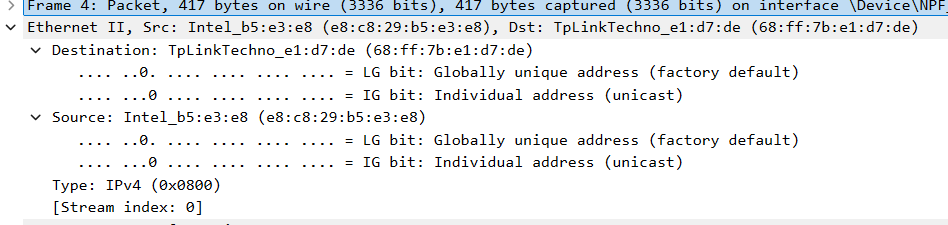 Frame 4: Packet, 417 bytes on wire (3336 bits), 417 bytes captured (3336 bits) on interface \Device\NPF_
Ethernet II, Src: Intel_b5:e3:e8 (e8:c8:29:b5:e3:e8), Dst: TpLinkTechno_e1:d7:de (68:ff:7b:e1:d7:de)
Destination: TpLinkTechno_e1:d7:de (68:ff:7b:e1:d7:de)
.... ..0. .... .... .... .... = LG bit: Globally unique address (factory default)
.... ...0 .... .... .... .... = IG bit: Individual address (unicast)
Source: Intel_b5:e3:e8 (e8:c8:29:b5:e3:e8)
.... ..0. .... .... .... .... = LG bit: Globally unique address (factory default)
.... ...0 .... .... .... .... = IG bit: Individual address (unicast)
Type: IPv4 (0x0800)
[Stream index: 0]